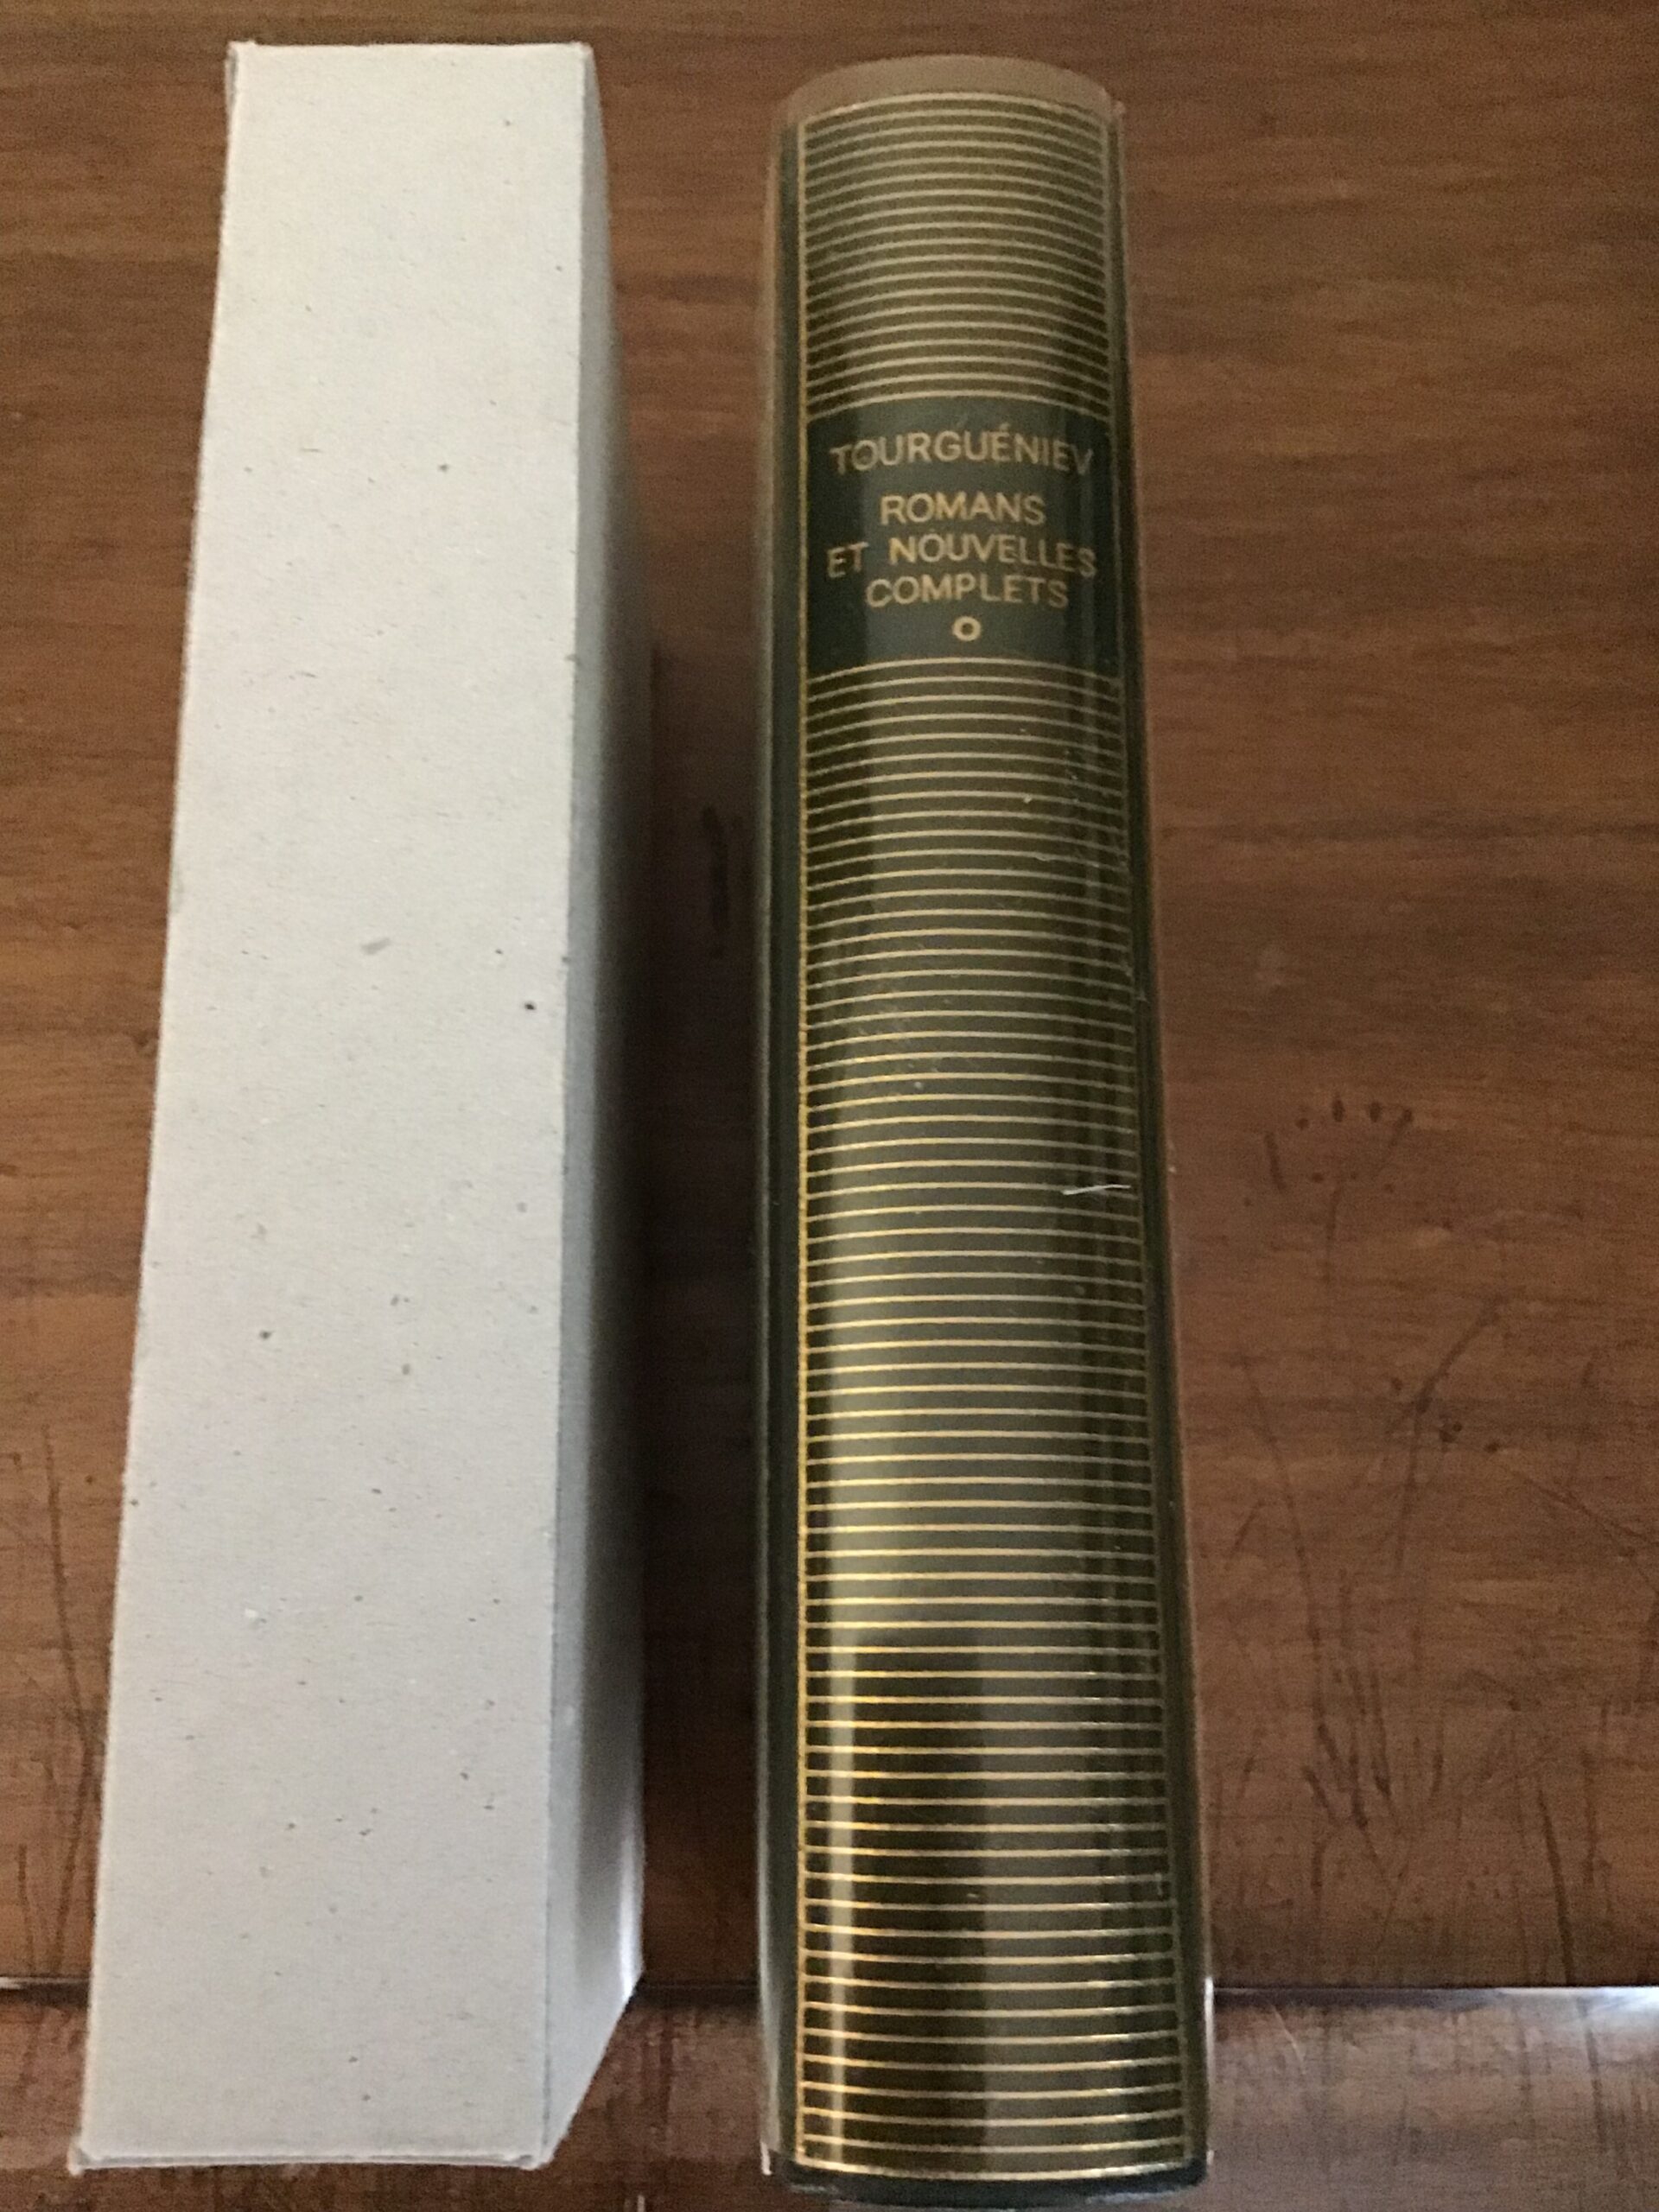 TOURGUÉNIEV
ROMANS
ET NOUVELLES
COMPLETS
O